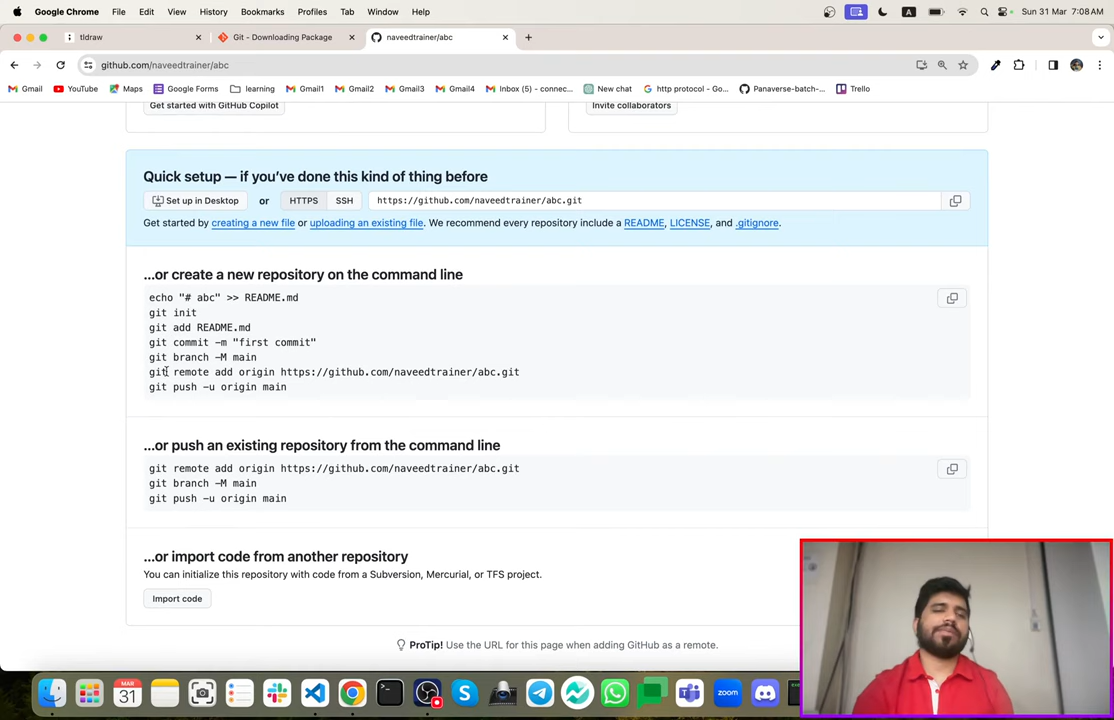 Google Chrome File Edit View History Bookmarks Profiles Tab Window Help A Sun 31 Mar 7:08 AM
tldraw Git - Downloading Package naveedtrainer/abc
github.com/naveedtrainer/abc
Gmail YouTube Maps Google Forms learning Gmail1 Gmail2 Gmail3 Gmail4 Inbox (5) - connec... New chat http protocol - Go... Panaverse-batch-... Trello
Get started with GitHub Copilot Invite collaborators
Quick setup — if you've done this kind of thing before
Set up in Desktop or HTTPS SSH https://github.com/naveedtrainer/abc.git
Get started by creating a new file or uploading an existing file. We recommend every repository include a README, LICENSE, and .gitignore.
...or create a new repository on the command line
echo "# abc" >> README.md
git init
git add README.md
git commit -m "first commit"
git branch -M main
git remote add origin https://github.com/naveedtrainer/abc.git
git push -u origin main
...or push an existing repository from the command line
git remote add origin https://github.com/naveedtrainer/abc.git
git branch -M main
git push -u origin main
...or import code from another repository
You can initialize this repository with code from a Subversion, Mercurial, or TFS project.
Import code
ProTip! Use the URL for this page when adding GitHub as a remote.
MAR
31
zoom